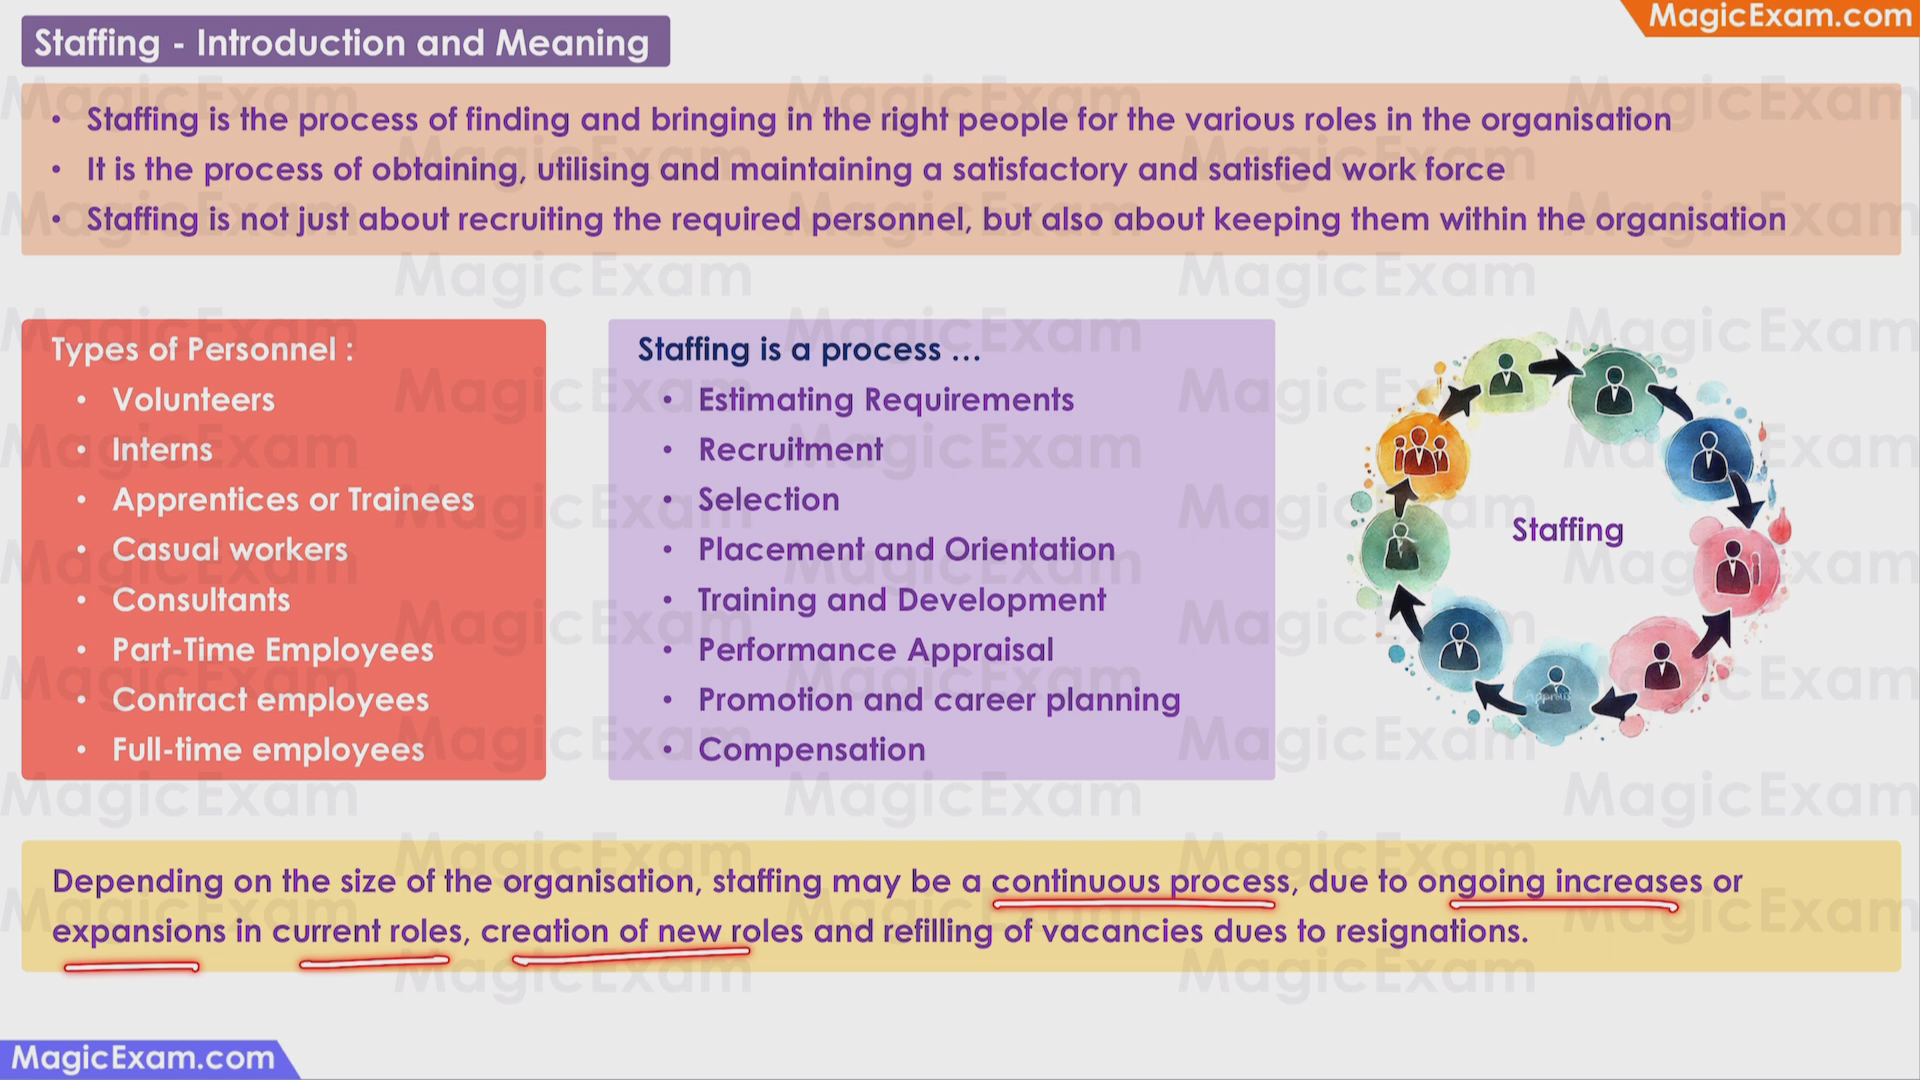 Staffing - Introduction and Meaning
MagicExam.com
• Staffing is the process of finding and bringing in the right people for the various roles in the organisation
• It is the process of obtaining, utilising and maintaining a satisfactory and satisfied work force
• Staffing is not just about recruiting the required personnel, but also about keeping them within the organisation
Types of Personnel :
• Volunteers
• Interns
• Apprentices or Trainees
• Casual workers
• Consultants
• Part-Time Employees
• Contract employees
• Full-time employees
Staffing is a process ...
• Estimating Requirements
• Recruitment
• Selection
• Placement and Orientation
• Training and Development
• Performance Appraisal
• Promotion and career planning
• Compensation
Staffing
Depending on the size of the organisation, staffing may be a continuous process, due to ongoing increases or
expansions in current roles, creation of new roles and refilling of vacancies dues to resignations.
MagicExam.com